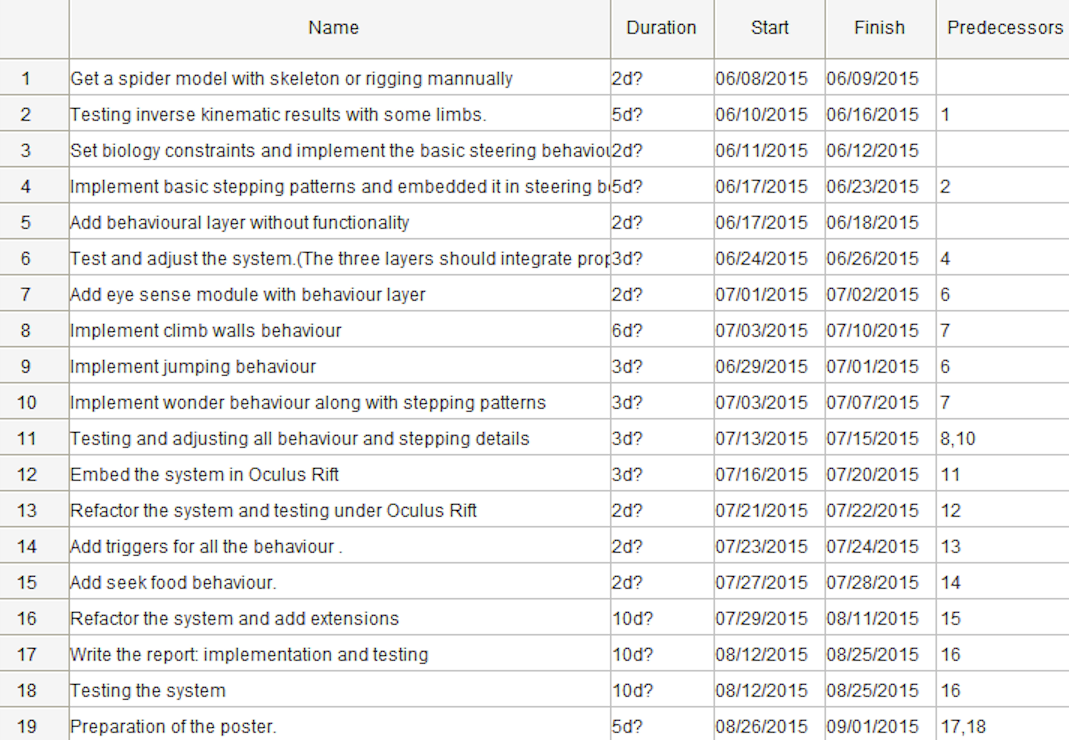 Name Duration Start Finish Predecessors
1 Get a spider model with skeleton or rigging mannually 2d? 06/08/2015 06/09/2015
2 Testing inverse kinematic results with some limbs. 5d? 06/10/2015 06/16/2015 1
3 Set biology constraints and implement the basic steering behaviou 2d? 06/11/2015 06/12/2015
4 Implement basic stepping patterns and embedded it in steering b 5d? 06/17/2015 06/23/2015 2
5 Add behavioural layer without functionality 2d? 06/17/2015 06/18/2015
6 Test and adjust the system.(The three layers should integrate prop 3d? 06/24/2015 06/26/2015 4
7 Add eye sense module with behaviour layer 2d? 07/01/2015 07/02/2015 6
8 Implement climb walls behaviour 6d? 07/03/2015 07/10/2015 7
9 Implement jumping behaviour 3d? 06/29/2015 07/01/2015 6
10 Implement wonder behaviour along with stepping patterns 3d? 07/03/2015 07/07/2015 7
11 Testing and adjusting all behaviour and stepping details 3d? 07/13/2015 07/15/2015 8,10
12 Embed the system in Oculus Rift 3d? 07/16/2015 07/20/2015 11
13 Refactor the system and testing under Oculus Rift 2d? 07/21/2015 07/22/2015 12
14 Add triggers for all the behaviour . 2d? 07/23/2015 07/24/2015 13
15 Add seek food behaviour. 2d? 07/27/2015 07/28/2015 14
16 Refactor the system and add extensions 10d? 07/29/2015 08/11/2015 15
17 Write the report: implementation and testing 10d? 08/12/2015 08/25/2015 16
18 Testing the system 10d? 08/12/2015 08/25/2015 16
19 Preparation of the poster. 5d? 08/26/2015 09/01/2015 17,18